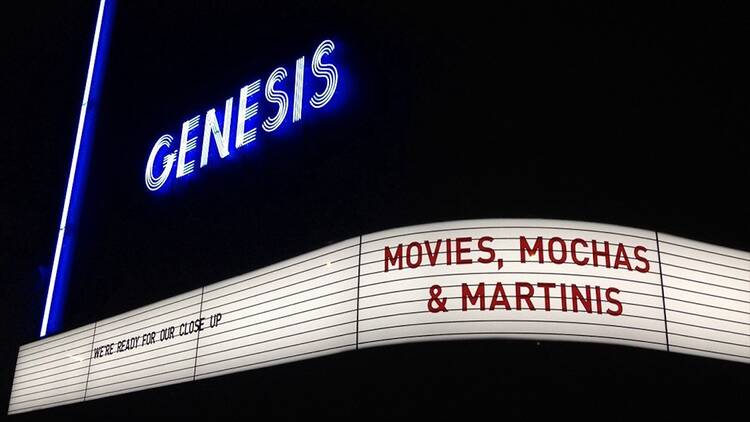 GENESIS
WE'RE READY FOR OUR CLOSE UP
MOVIES, MOCHAS
& MARTINIS